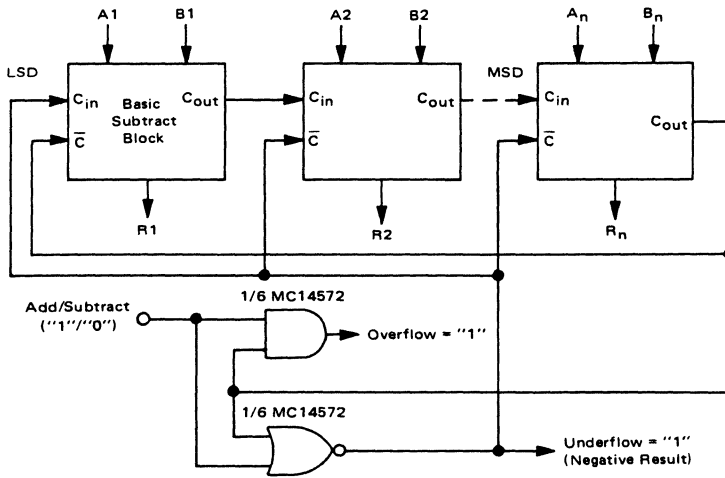 A1 B1 A2 B2 An Bn
LSD MSD
Cin Basic Subtract Block Cout
C̅
R1
Cin Cout
C̅
R2
Cin Cout
C̅
Rn
1/6 MC14572
Add/Subtract
("1"/"0")
Overflow = "1"
1/6 MC14572
Underflow = "1"
(Negative Result)